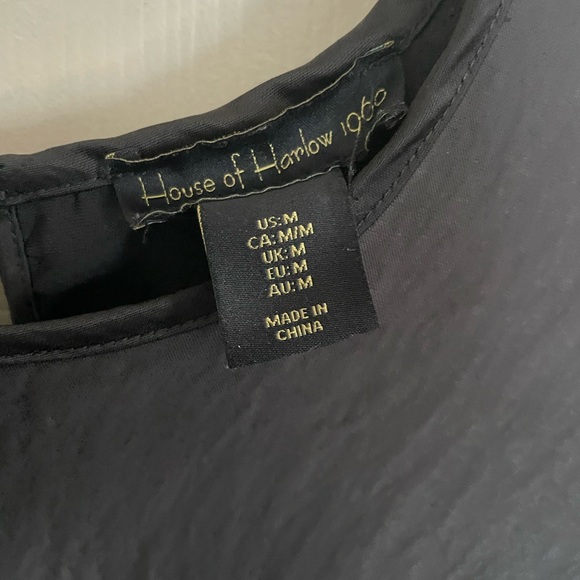 House of Harlow 1960
US: M
CA: M/M
UK: M
EU: M
AU: M
MADE IN
CHINA